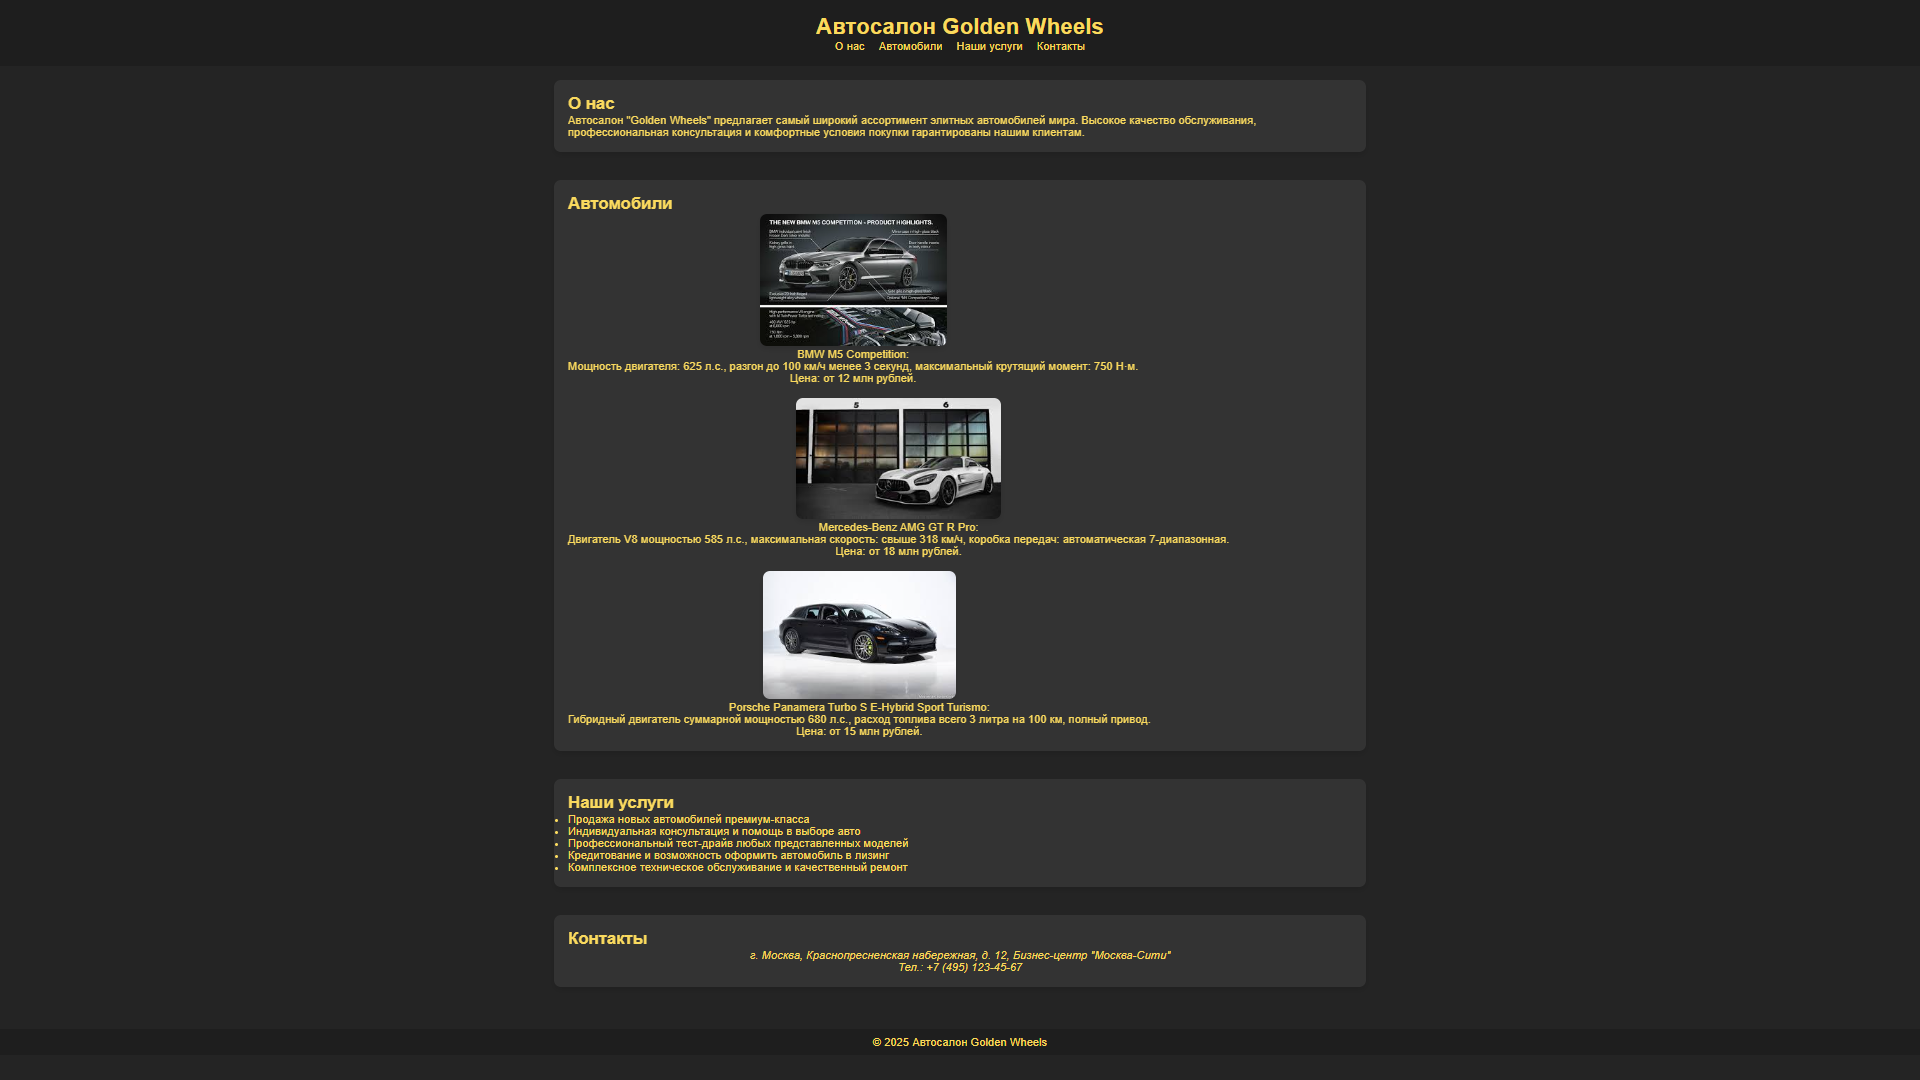 Автосалон Golden Wheels
О нас Автомобили Наши услуги Контакты
О нас
Автосалон "Golden Wheels" предлагает самый широкий ассортимент элитных автомобилей мира. Высокое качество обслуживания,
профессиональная консультация и комфортные условия покупки гарантированы нашим клиентам.
Автомобили
THE NEW BMW M5 COMPETITION - PRODUCT HIGHLIGHTS.
5 6
BMW M5 Competition:
Мощность двигателя: 625 л.с., разгон до 100 км/ч менее 3 секунд, максимальный крутящий момент: 750 Н·м.
Цена: от 12 млн рублей.
Mercedes-Benz AMG GT R Pro:
Двигатель V8 мощностью 585 л.с., максимальная скорость: свыше 318 км/ч, коробка передач: автоматическая 7-диапазонная.
Цена: от 18 млн рублей.
Porsche Panamera Turbo S E-Hybrid Sport Turismo:
Гибридный двигатель суммарной мощностью 680 л.с., расход топлива всего 3 литра на 100 км, полный привод.
Цена: от 15 млн рублей.
Наши услуги
Продажа новых автомобилей премиум-класса
Индивидуальная консультация и помощь в выборе авто
Профессиональный тест-драйв любых представленных моделей
Кредитование и возможность оформить автомобиль в лизинг
Комплексное техническое обслуживание и качественный ремонт
Контакты
г. Москва, Краснопресненская набережная, д. 12, Бизнес-центр "Москва-Сити"
Тел.: +7 (495) 123-45-67
© 2025 Автосалон Golden Wheels